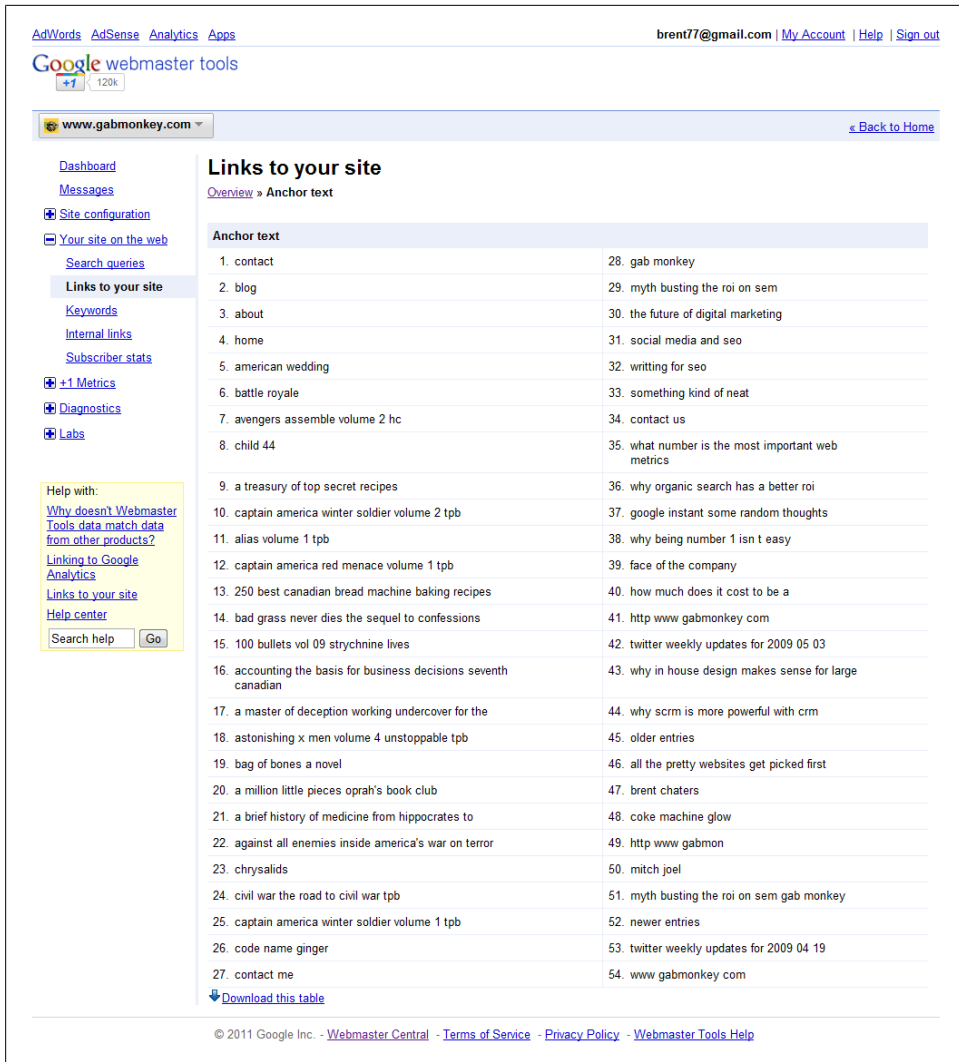 AdWords AdSense Analytics Apps
brent77@gmail.com | My Account | Help | Sign out
Google webmaster tools
+1 120k
www.gabmonkey.com
« Back to Home
Dashboard
Messages
Site configuration
Your site on the web
Search queries
Links to your site
Keywords
Internal links
Subscriber stats
+1 Metrics
Diagnostics
Labs
Help with:
Why doesn't Webmaster
Tools data match data
from other products?
Linking to Google
Analytics
Links to your site
Help center
Search help Go
Links to your site
Overview » Anchor text
Anchor text
1. contact
2. blog
3. about
4. home
5. american wedding
6. battle royale
7. avengers assemble volume 2 hc
8. child 44
9. a treasury of top secret recipes
10. captain america winter soldier volume 2 tpb
11. alias volume 1 tpb
12. captain america red menace volume 1 tpb
13. 250 best canadian bread machine baking recipes
14. bad grass never dies the sequel to confessions
15. 100 bullets vol 09 strychnine lives
16. accounting the basis for business decisions seventh
canadian
17. a master of deception working undercover for the
18. astonishing x men volume 4 unstoppable tpb
19. bag of bones a novel
20. a million little pieces oprah's book club
21. a brief history of medicine from hippocrates to
22. against all enemies inside america's war on terror
23. chrysalids
24. civil war the road to civil war tpb
25. captain america winter soldier volume 1 tpb
26. code name ginger
27. contact me
28. gab monkey
29. myth busting the roi on sem
30. the future of digital marketing
31. social media and seo
32. writting for seo
33. something kind of neat
34. contact us
35. what number is the most important web
metrics
36. why organic search has a better roi
37. google instant some random thoughts
38. why being number 1 isn t easy
39. face of the company
40. how much does it cost to be a
41. http www gabmonkey com
42. twitter weekly updates for 2009 05 03
43. why in house design makes sense for large
44. why scrm is more powerful with crm
45. older entries
46. all the pretty websites get picked first
47. brent chaters
48. coke machine glow
49. http www gabmon
50. mitch joel
51. myth busting the roi on sem gab monkey
52. newer entries
53. twitter weekly updates for 2009 04 19
54. www gabmonkey com
Download this table
© 2011 Google Inc. - Webmaster Central - Terms of Service - Privacy Policy - Webmaster Tools Help